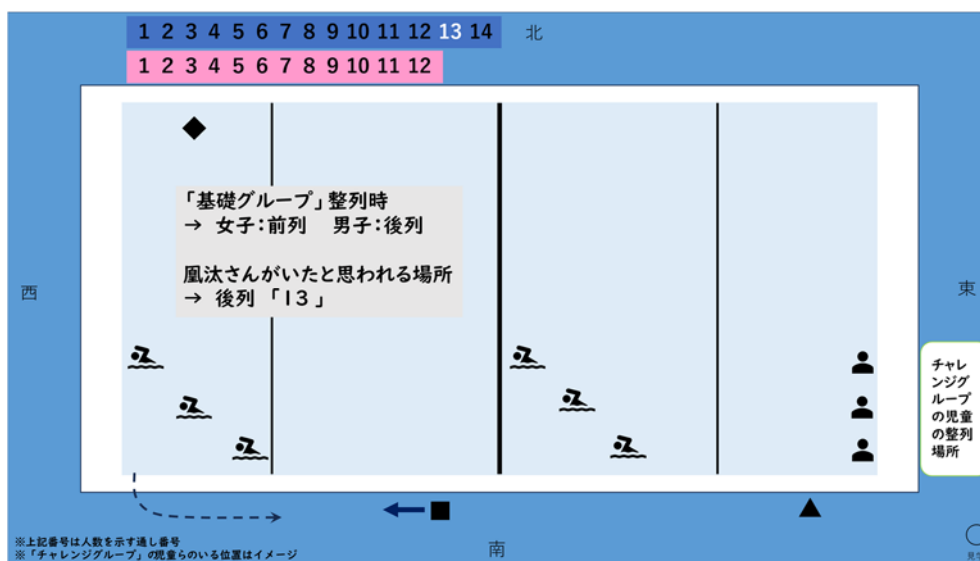 1 2 3 4 5 6 7 8 9 10 11 12 13 14
北
1 2 3 4 5 6 7 8 9 10 11 12
「基礎グループ」整列時
→ 女子：前列 男子：後列
凰汰さんがいたと思われる場所
→ 後列 「13」
西
東
チャレ
ンジグ
ループ
の児童
の整列
場所
※上記番号は人数を示す通し番号
※「チャレンジグループ」の児童らのいる位置はイメージ
南